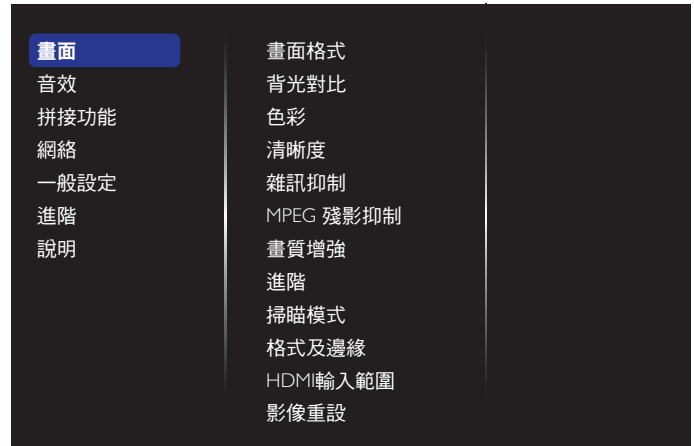 畫面
音效
拼接功能
網絡
一般設定
進階
說明
畫面格式
背光對比
色彩
清晰度
雜訊抑制
MPEG 殘影抑制
畫質增強
進階
掃瞄模式
格式及邊緣
HDMI輸入範圍
影像重設